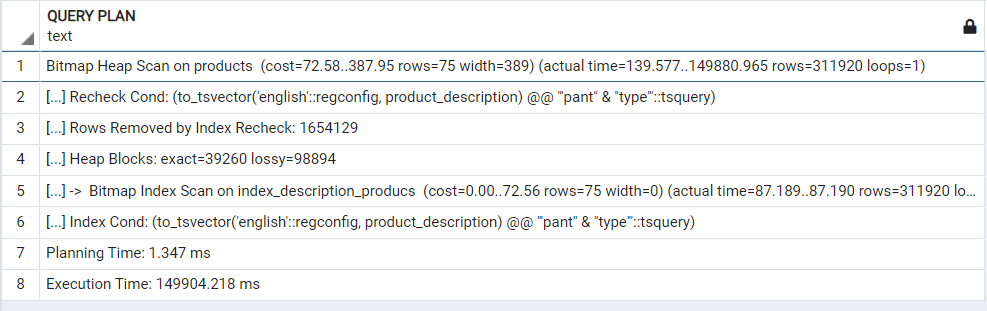 QUERY PLAN
text
1 Bitmap Heap Scan on products (cost=72.58..387.95 rows=75 width=389) (actual time=139.577..149880.965 rows=311920 loops=1)
2 [...] Recheck Cond: (to_tsvector('english'::regconfig, product_description) @@ '''pant'' & ''type'''::tsquery)
3 [...] Rows Removed by Index Recheck: 1654129
4 [...] Heap Blocks: exact=39260 lossy=98894
5 [...] -> Bitmap Index Scan on index_description_producs (cost=0.00..72.56 rows=75 width=0) (actual time=87.189..87.190 rows=311920 lo...
6 [...] Index Cond: (to_tsvector('english'::regconfig, product_description) @@ '''pant'' & ''type'''::tsquery)
7 Planning Time: 1.347 ms
8 Execution Time: 149904.218 ms